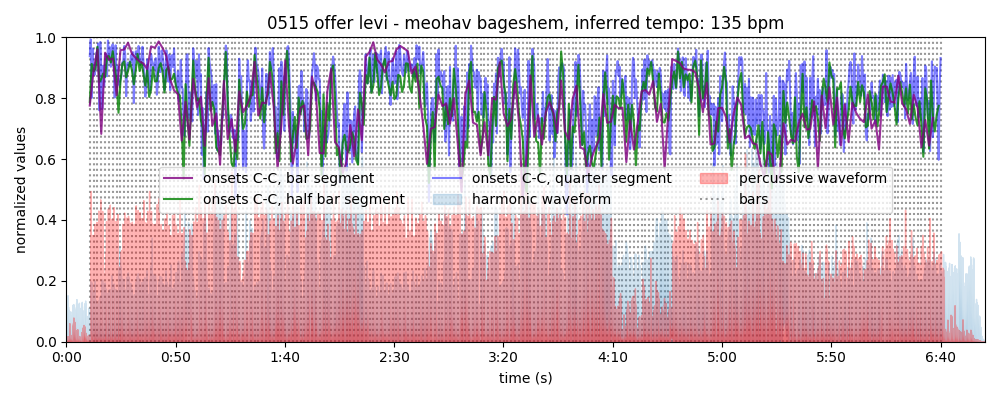 0515 offer levi - meohav bageshem, inferred tempo: 135 bpm
normalized values
1.0
0.8
0.6
0.4
0.2
0.0
onsets C-C, bar segment
onsets C-C, half bar segment
onsets C-C, quarter segment
harmonic waveform
percussive waveform
bars
0:00 0:50 1:40 2:30 3:20 4:10 5:00 5:50 6:40
time (s)